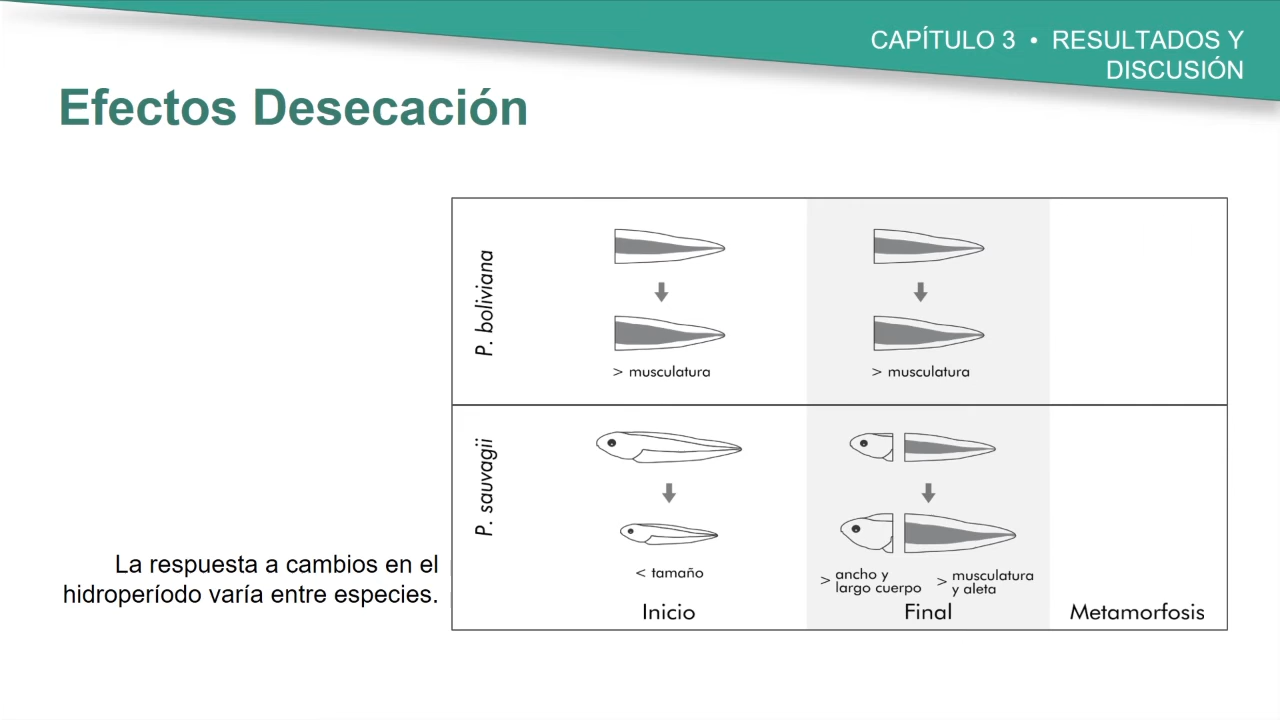 CAPÍTULO 3 • RESULTADOS Y
DISCUSIÓN
Efectos Desecación
P. boliviana
> musculatura
> musculatura
P. sauvagii
< tamaño
> ancho y
largo cuerpo
> musculatura
y aleta
Inicio
Final
Metamorfosis
La respuesta a cambios en el
hidroperíodo varía entre especies.